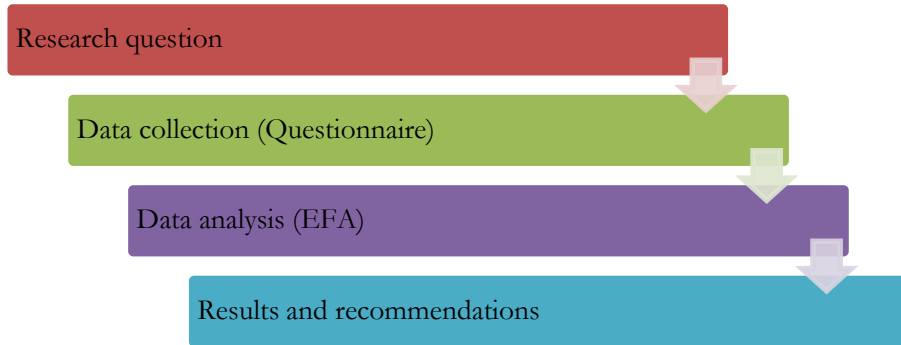 Research question
Data collection (Questionnaire)
Data analysis (EFA)
Results and recommendations